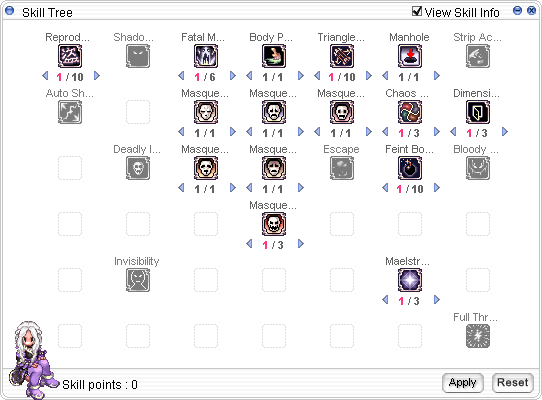 Skill Tree View Skill Info
Reprod... Shado... Fatal M... Body P... Triangle... Manhole Strip Ac...
1 / 10 1 / 6 1 / 1 1 / 10 1 / 1
Auto Sh... Masque... Masque... Masque... Chaos ... Dimensi...
1 / 1 1 / 1 1 / 1 1 / 3 1 / 3
Deadly I... Masque... Masque... Escape Feint Bo... Bloody ...
1 / 1 1 / 1 1 / 10
Masque...
1 / 3
Invisibility Maelstr...
1 / 3
Full Thr...
Skill points : 0 Apply Reset